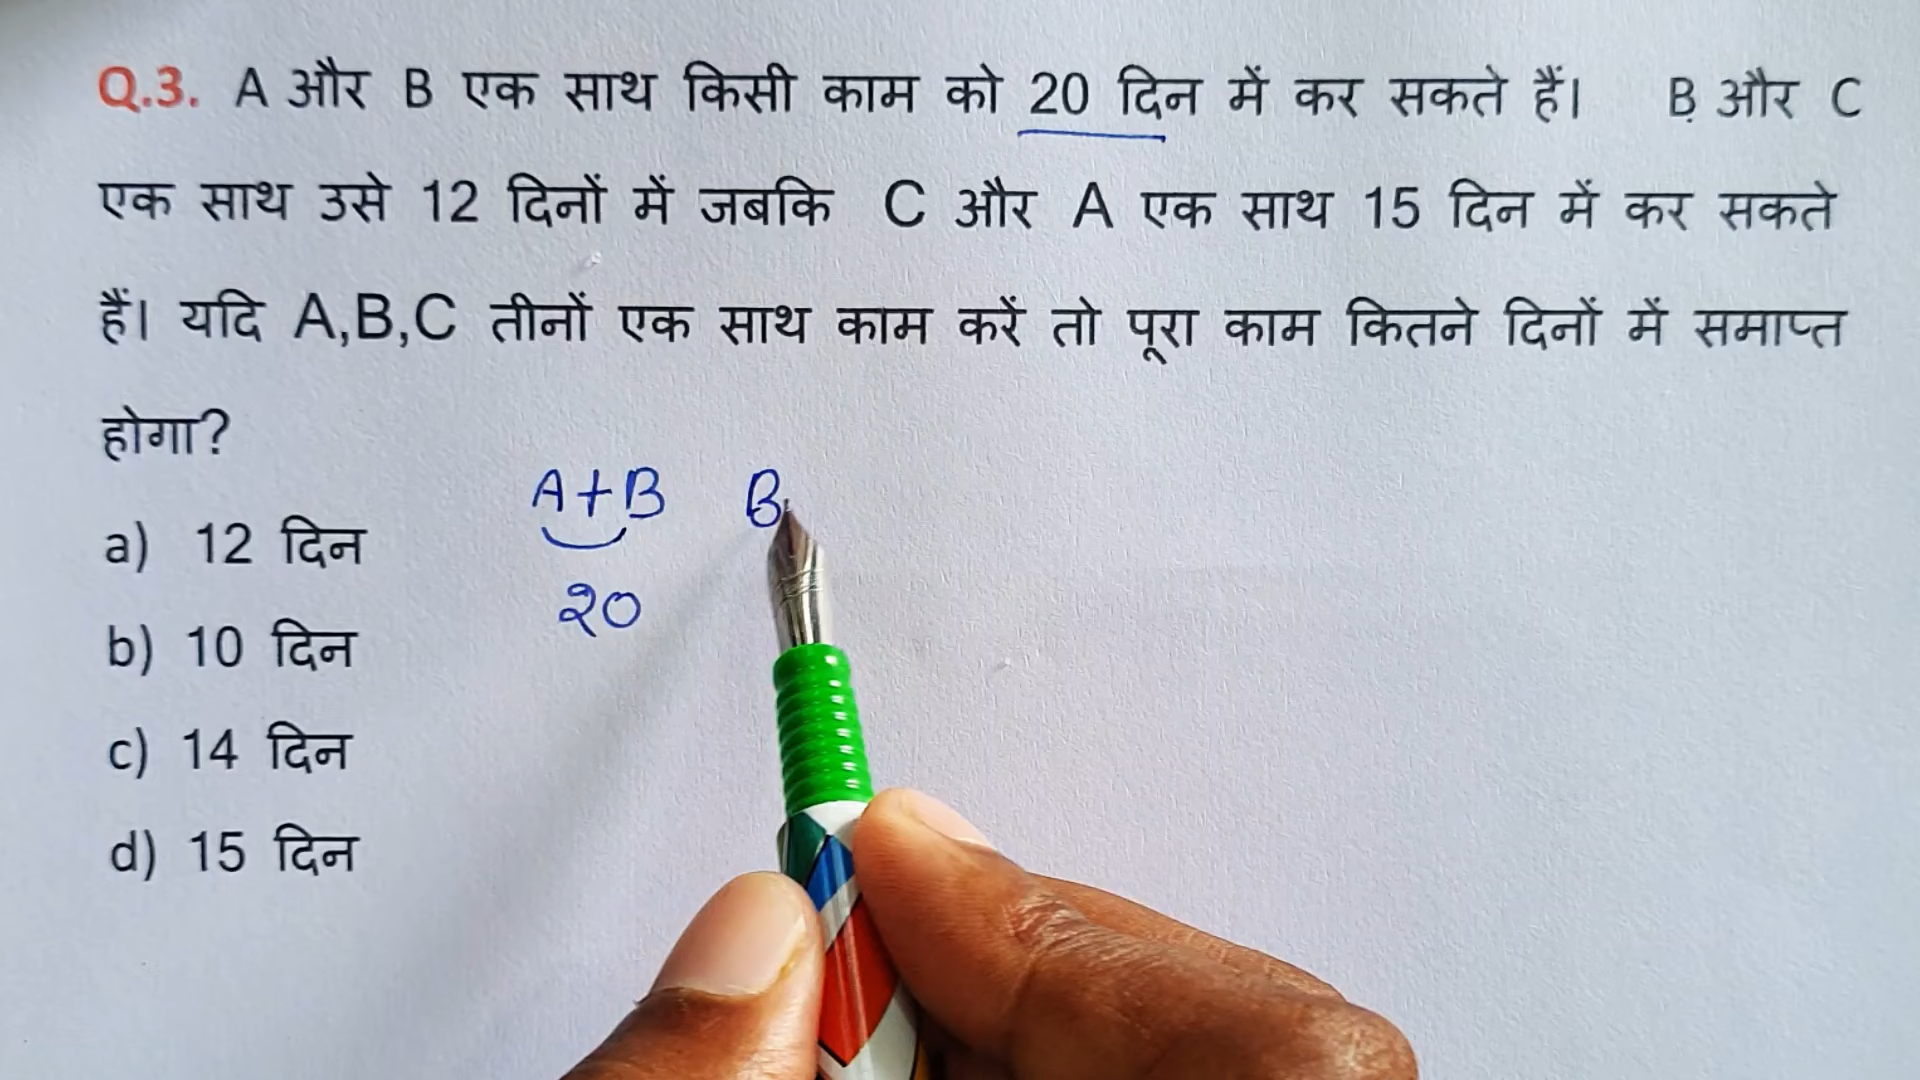 Q.3. A और B एक साथ किसी काम को 20 दिन में कर सकते हैं। B और C
एक साथ उसे 12 दिनों में जबकि C और A एक साथ 15 दिन में कर सकते
हैं। यदि A,B,C तीनों एक साथ काम करें तो पूरा काम कितने दिनों में समाप्त
होगा?
A+B B
a) 12 दिन
20
b) 10 दिन
c) 14 दिन
d) 15 दिन